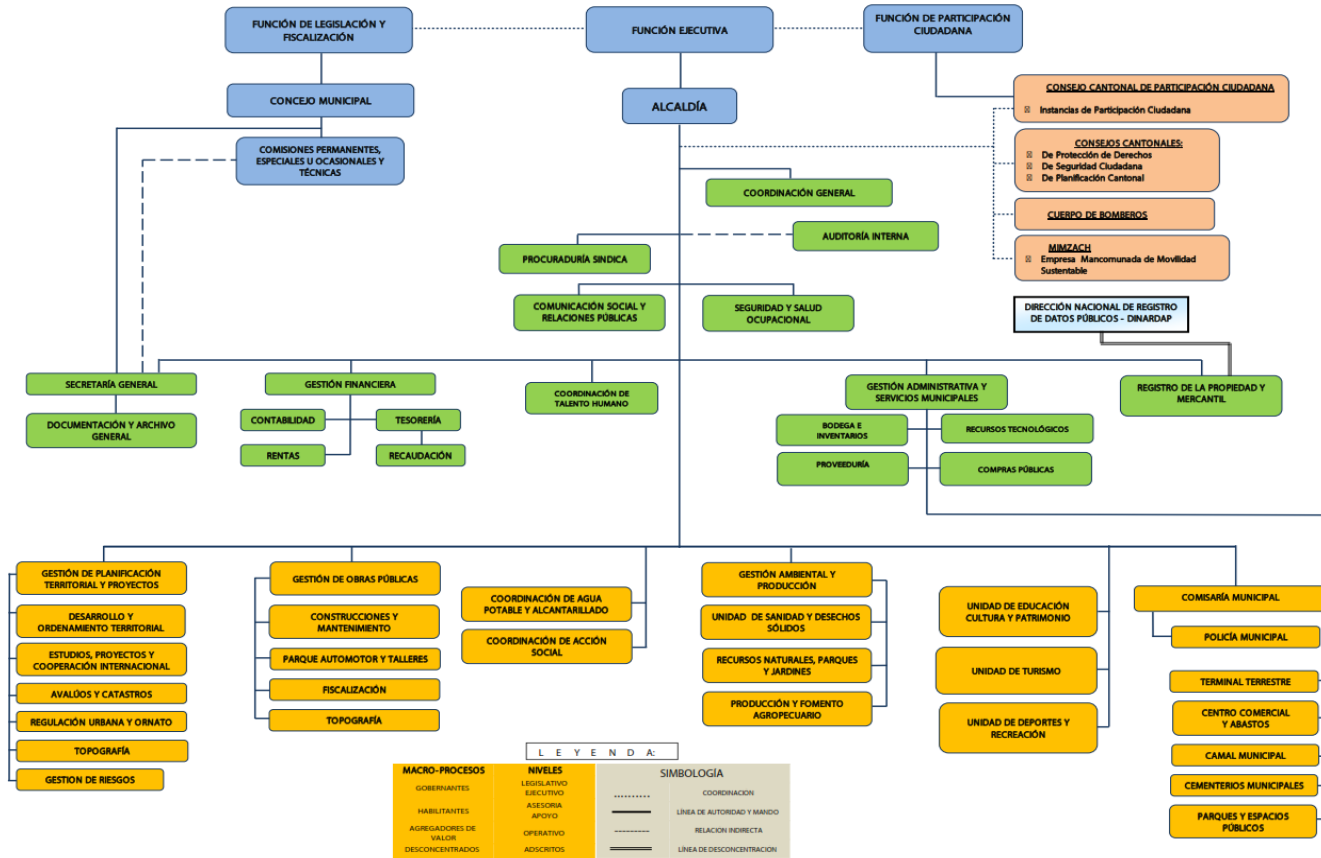 FUNCIÓN DE LEGISLACIÓN Y
FISCALIZACIÓN
FUNCIÓN EJECUTIVA
FUNCIÓN DE PARTICIPACIÓN
CIUDADANA
CONCEJO MUNICIPAL
ALCALDÍA
CONSEJO CANTONAL DE PARTICIPACIÓN CIUDADANA
Instancias de Participación Ciudadana
COMISIONES PERMANENTES,
ESPECIALES U OCASIONALES Y
TÉCNICAS
CONSEJOS CANTONALES:
De Protección de Derechos
De Seguridad Ciudadana
De Planificación Cantonal
COORDINACIÓN GENERAL
CUERPO DE BOMBEROS
AUDITORÍA INTERNA
PROCURADURÍA SINDICA
MIMZACH
Empresa Mancomunada de Movilidad
Sustentable
COMUNICACIÓN SOCIAL Y
RELACIONES PÚBLICAS
SEGURIDAD Y SALUD
OCUPACIONAL
DIRECCIÓN NACIONAL DE REGISTRO
DE DATOS PÚBLICOS - DINARDAP
SECRETARÍA GENERAL
DOCUMENTACIÓN Y ARCHIVO
GENERAL
GESTIÓN FINANCIERA
CONTABILIDAD
TESORERÍA
RENTAS
RECAUDACIÓN
COORDINACIÓN DE
TALENTO HUMANO
GESTIÓN ADMINISTRATIVA Y
SERVICIOS MUNICIPALES
BODEGA E
INVENTARIOS
RECURSOS TECNOLÓGICOS
PROVEEDURÍA
COMPRAS PÚBLICAS
REGISTRO DE LA PROPIEDAD Y
MERCANTIL
GESTIÓN DE PLANIFICACIÓN
TERRITORIAL Y PROYECTOS
DESARROLLO Y
ORDENAMIENTO TERRITORIAL
ESTUDIOS, PROYECTOS Y
COOPERACIÓN INTERNACIONAL
AVALÚOS Y CATASTROS
REGULACIÓN URBANA Y ORNATO
TOPOGRAFÍA
GESTION DE RIESGOS
GESTIÓN DE OBRAS PÚBLICAS
CONSTRUCCIONES Y
MANTENIMIENTO
PARQUE AUTOMOTOR Y TALLERES
FISCALIZACIÓN
TOPOGRAFÍA
COORDINACIÓN DE AGUA
POTABLE Y ALCANTARILLADO
COORDINACIÓN DE ACCIÓN
SOCIAL
GESTIÓN AMBIENTAL Y
PRODUCCIÓN
UNIDAD DE SANIDAD Y DESECHOS
SÓLIDOS
RECURSOS NATURALES, PARQUES
Y JARDINES
PRODUCCIÓN Y FOMENTO
AGROPECUARIO
UNIDAD DE EDUCACIÓN
CULTURA Y PATRIMONIO
UNIDAD DE TURISMO
UNIDAD DE DEPORTES Y
RECREACIÓN
COMISARÍA MUNICIPAL
POLICÍA MUNICIPAL
TERMINAL TERRESTRE
CENTRO COMERCIAL
Y ABASTOS
CAMAL MUNICIPAL
CEMENTERIOS MUNICIPALES
PARQUES Y ESPACIOS
PÚBLICOS
L E Y E N D A:
MACRO-PROCESOS
NIVELES
SIMBOLOGÍA
GOBERNANTES
LEGISLATIVO
EJECUTIVO
COORDINACION
HABILITANTES
ASESORIA
APOYO
LÍNEA DE AUTORIDAD Y MANDO
AGREGADORES DE
VALOR
OPERATIVO
RELACION INDIRECTA
DESCONCENTRADOS
ADSCRITOS
LÍNEA DE DESCONCENTRACION